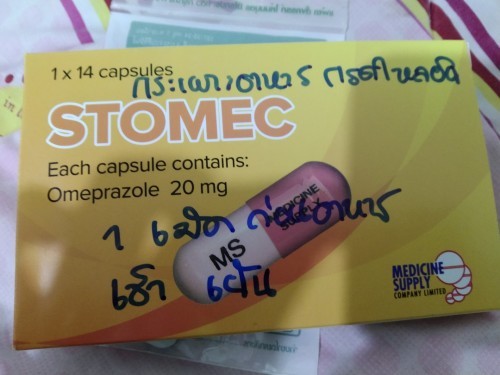 1 x 14 capsules
กระเพาะอาหาร กรดไหลย้อน
STOMEC
Each capsule contains:
Omeprazole 20 mg
MEDICINE
SUPPLY
MS
1 เม็ด ก่อนอาหาร
เช้า เย็น
MEDICINE
SUPPLY
COMPANY LIMITED